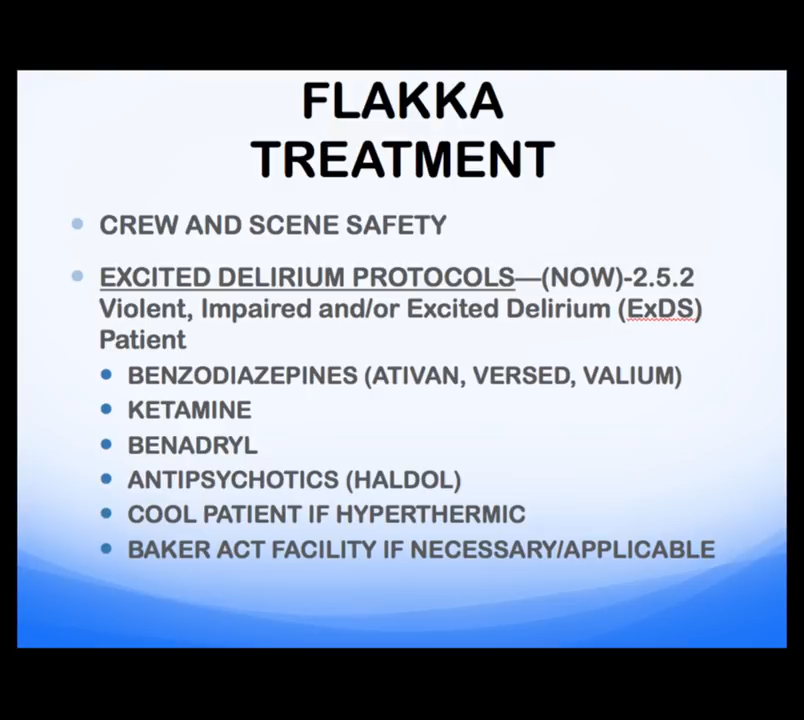 FLAKKA
TREATMENT
CREW AND SCENE SAFETY
EXCITED DELIRIUM PROTOCOLS—(NOW)-2.5.2
Violent, Impaired and/or Excited Delirium (ExDS)
Patient
BENZODIAZEPINES (ATIVAN, VERSED, VALIUM)
KETAMINE
BENADRYL
ANTIPSYCHOTICS (HALDOL)
COOL PATIENT IF HYPERTHERMIC
BAKER ACT FACILITY IF NECESSARY/APPLICABLE